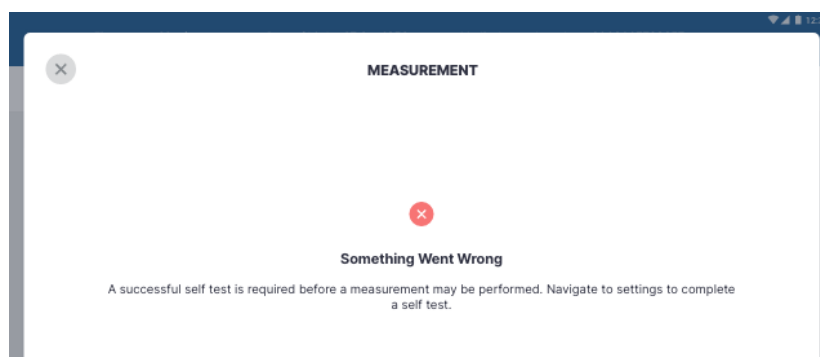 MEASUREMENT
Something Went Wrong
A successful self test is required before a measurement may be performed. Navigate to settings to complete
a self test.